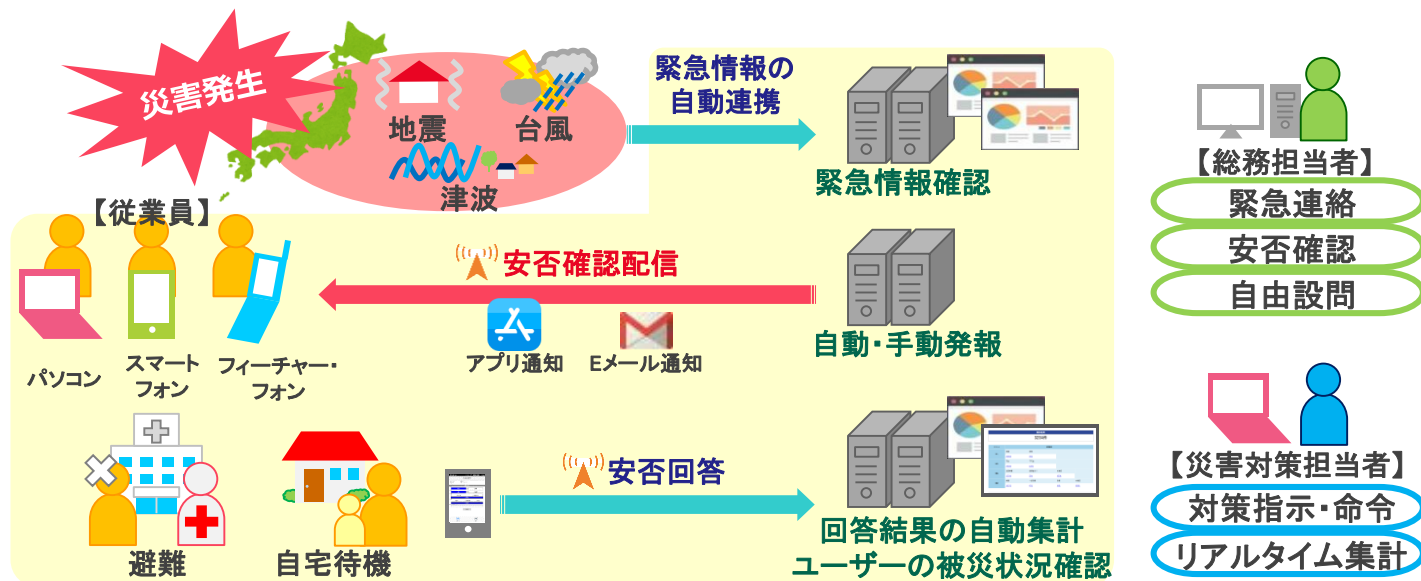 災害発生
地震
台風
津波
緊急情報の
自動連携
緊急情報確認
【従業員】
パソコン
スマート
フォン
フィーチャー・
フォン
安否確認配信
アプリ通知
Eメール通知
自動・手動発報
避難
自宅待機
安否回答
回答結果の自動集計
ユーザーの被災状況確認
【総務担当者】
緊急連絡
安否確認
自由設問
【災害対策担当者】
対策指示・命令
リアルタイム集計